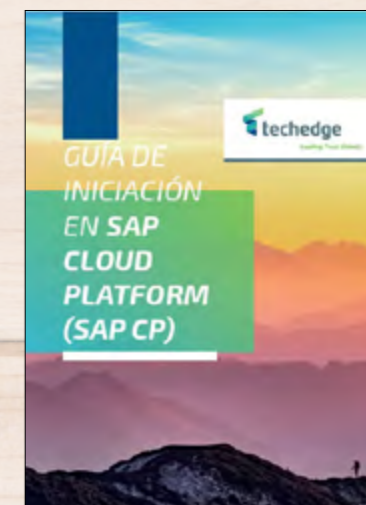 techedge
GUÍA DE
INICIACIÓN
EN SAP
CLOUD
PLATFORM
(SAP CP)